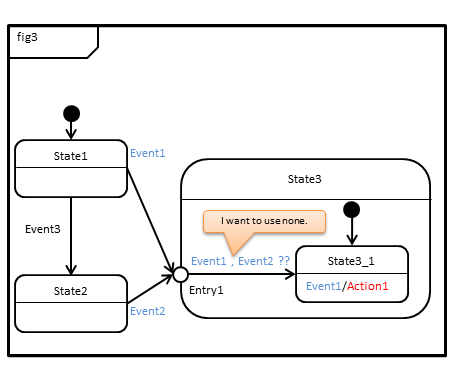 fig3
State1
Event1
State3
I want to use none.
Event3
Event1 , Event2 ??
State3_1
State2
Entry1
Event1/Action1
Event2